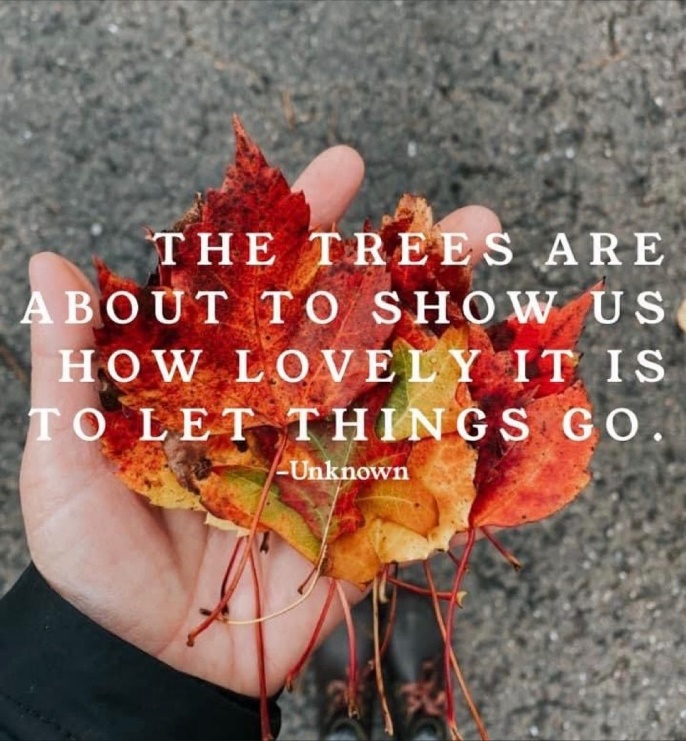 THE TREES ARE
ABOUT TO SHOW US
HOW LOVELY IT IS
TO LET THINGS GO.
–Unknown